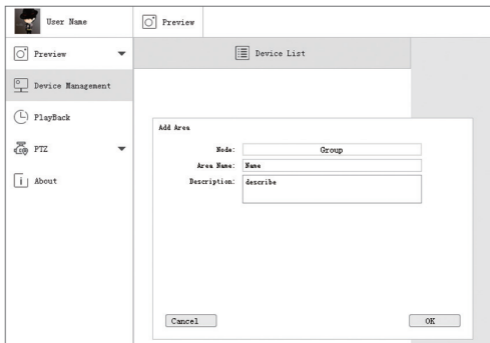 User Name
Preview
Preview
Device List
Device Management
PlayBack
PTZ
About
Add Area
Node: Group
Area Name: Name
Description: describe
Cancel
OK